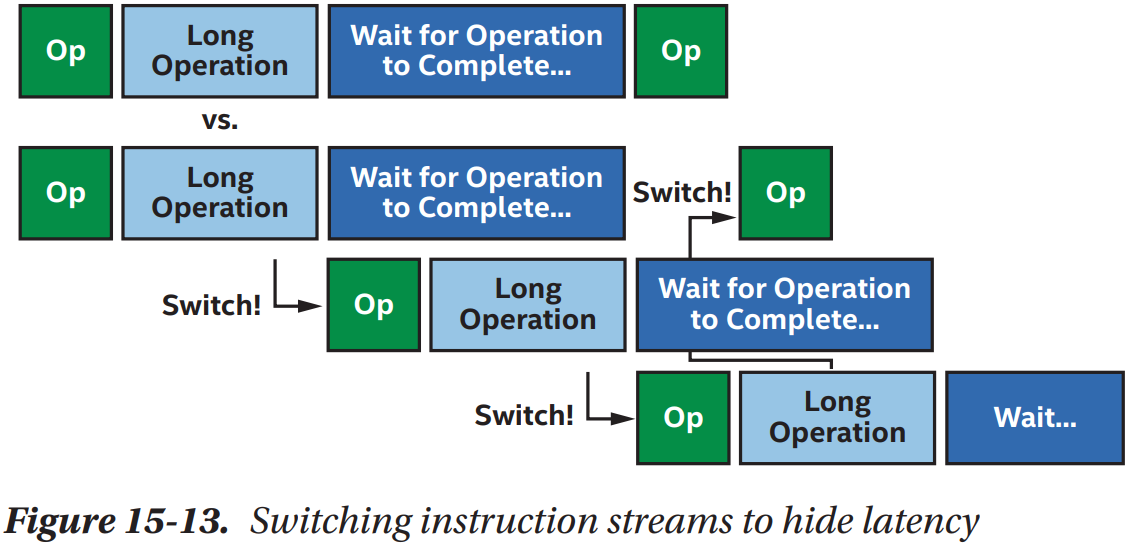 Op
Long
Operation
Wait for Operation
to Complete...
Op
vs.
Op
Long
Operation
Wait for Operation
to Complete...
Switch!
Op
Switch!
Op
Long
Operation
Wait for Operation
to Complete...
Switch!
Op
Long
Operation
Wait...
Figure 15-13. Switching instruction streams to hide latency